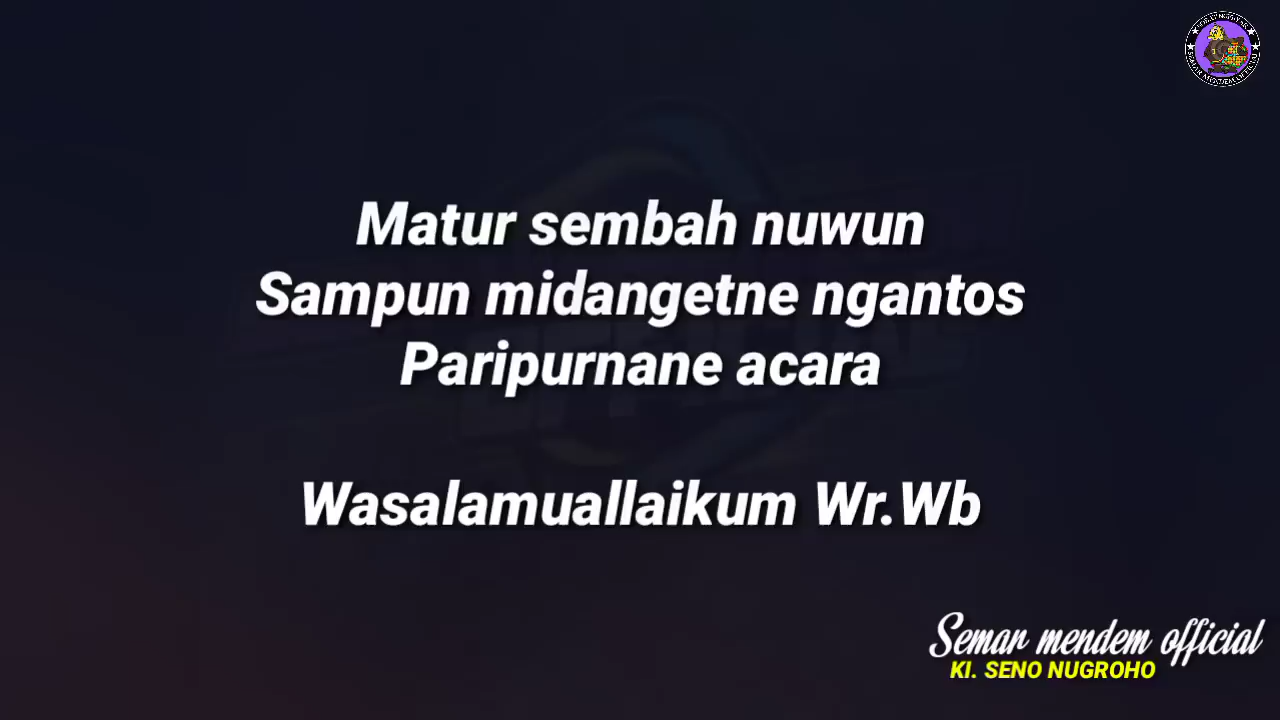 Matur sembah nuwun
Sampun midangetne ngantos
Paripurnane acara
Wasalamuallaikum Wr.Wb
Semar mendem official
KI. SENO NUGROHO